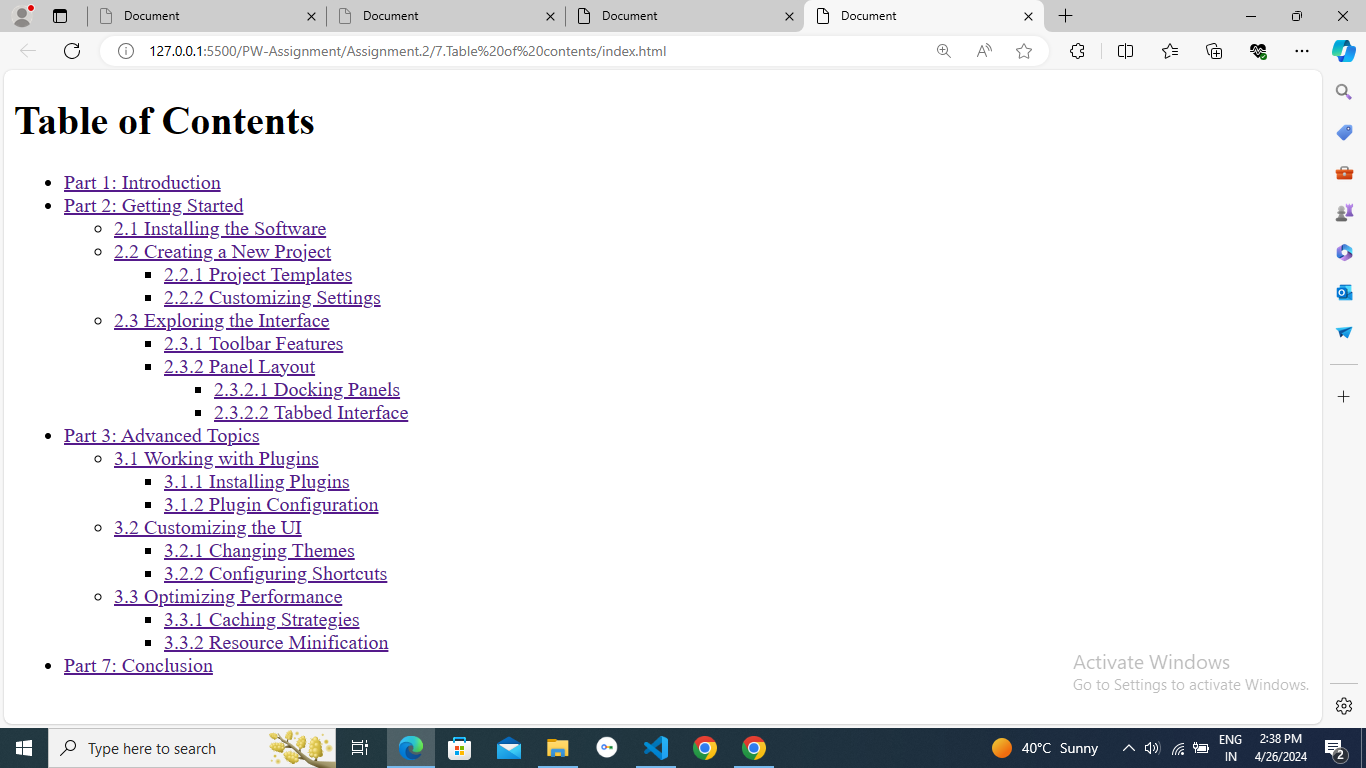 Document
Document
Document
Document
127.0.0.1:5500/PW-Assignment/Assignment.2/7.Table%20of%20contents/index.html
Table of Contents
Part 1: Introduction
Part 2: Getting Started
2.1 Installing the Software
2.2 Creating a New Project
2.2.1 Project Templates
2.2.2 Customizing Settings
2.3 Exploring the Interface
2.3.1 Toolbar Features
2.3.2 Panel Layout
2.3.2.1 Docking Panels
2.3.2.2 Tabbed Interface
Part 3: Advanced Topics
3.1 Working with Plugins
3.1.1 Installing Plugins
3.1.2 Plugin Configuration
3.2 Customizing the UI
3.2.1 Changing Themes
3.2.2 Configuring Shortcuts
3.3 Optimizing Performance
3.3.1 Caching Strategies
3.3.2 Resource Minification
Part 7: Conclusion
Activate Windows
Go to Settings to activate Windows.
Type here to search
40°C Sunny
ENG
IN
2:38 PM
4/26/2024
2